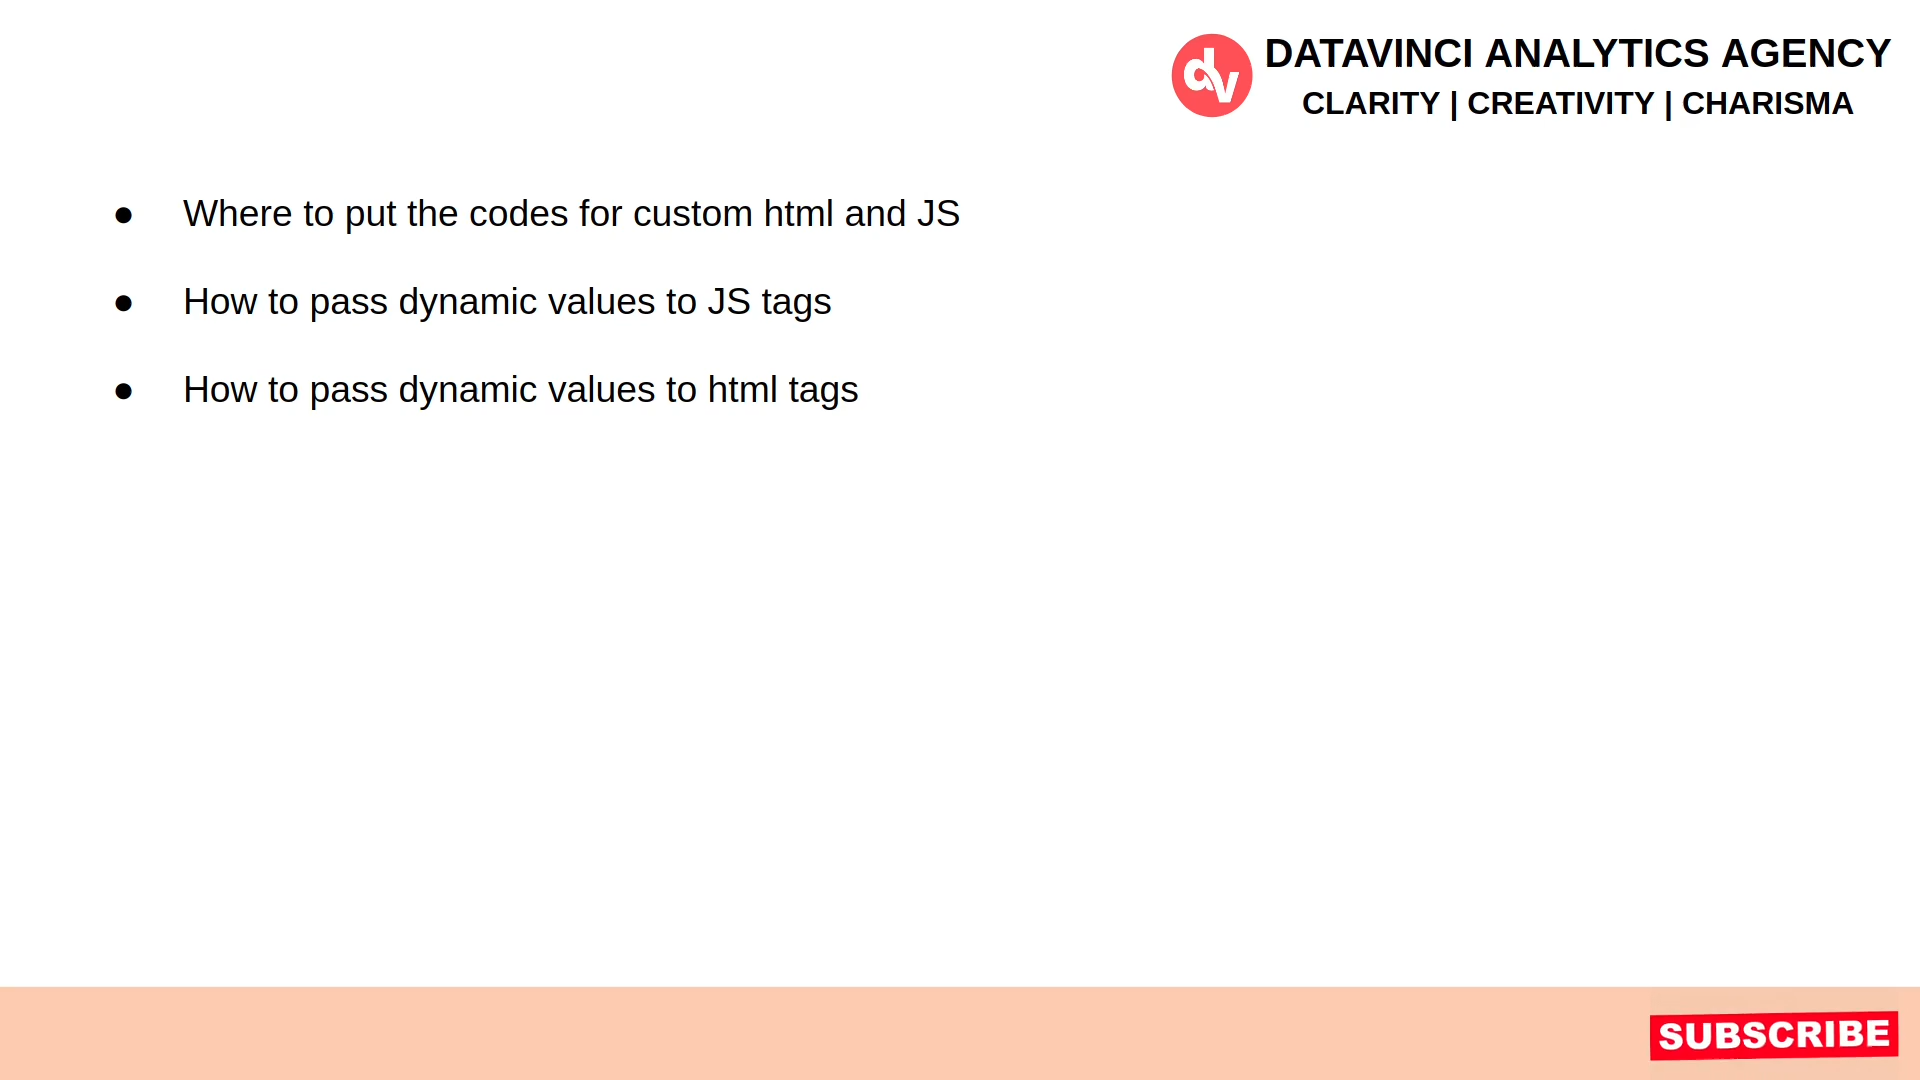 dv
DATAVINCI ANALYTICS AGENCY
CLARITY | CREATIVITY | CHARISMA
● Where to put the codes for custom html and JS
● How to pass dynamic values to JS tags
● How to pass dynamic values to html tags
SUBSCRIBE